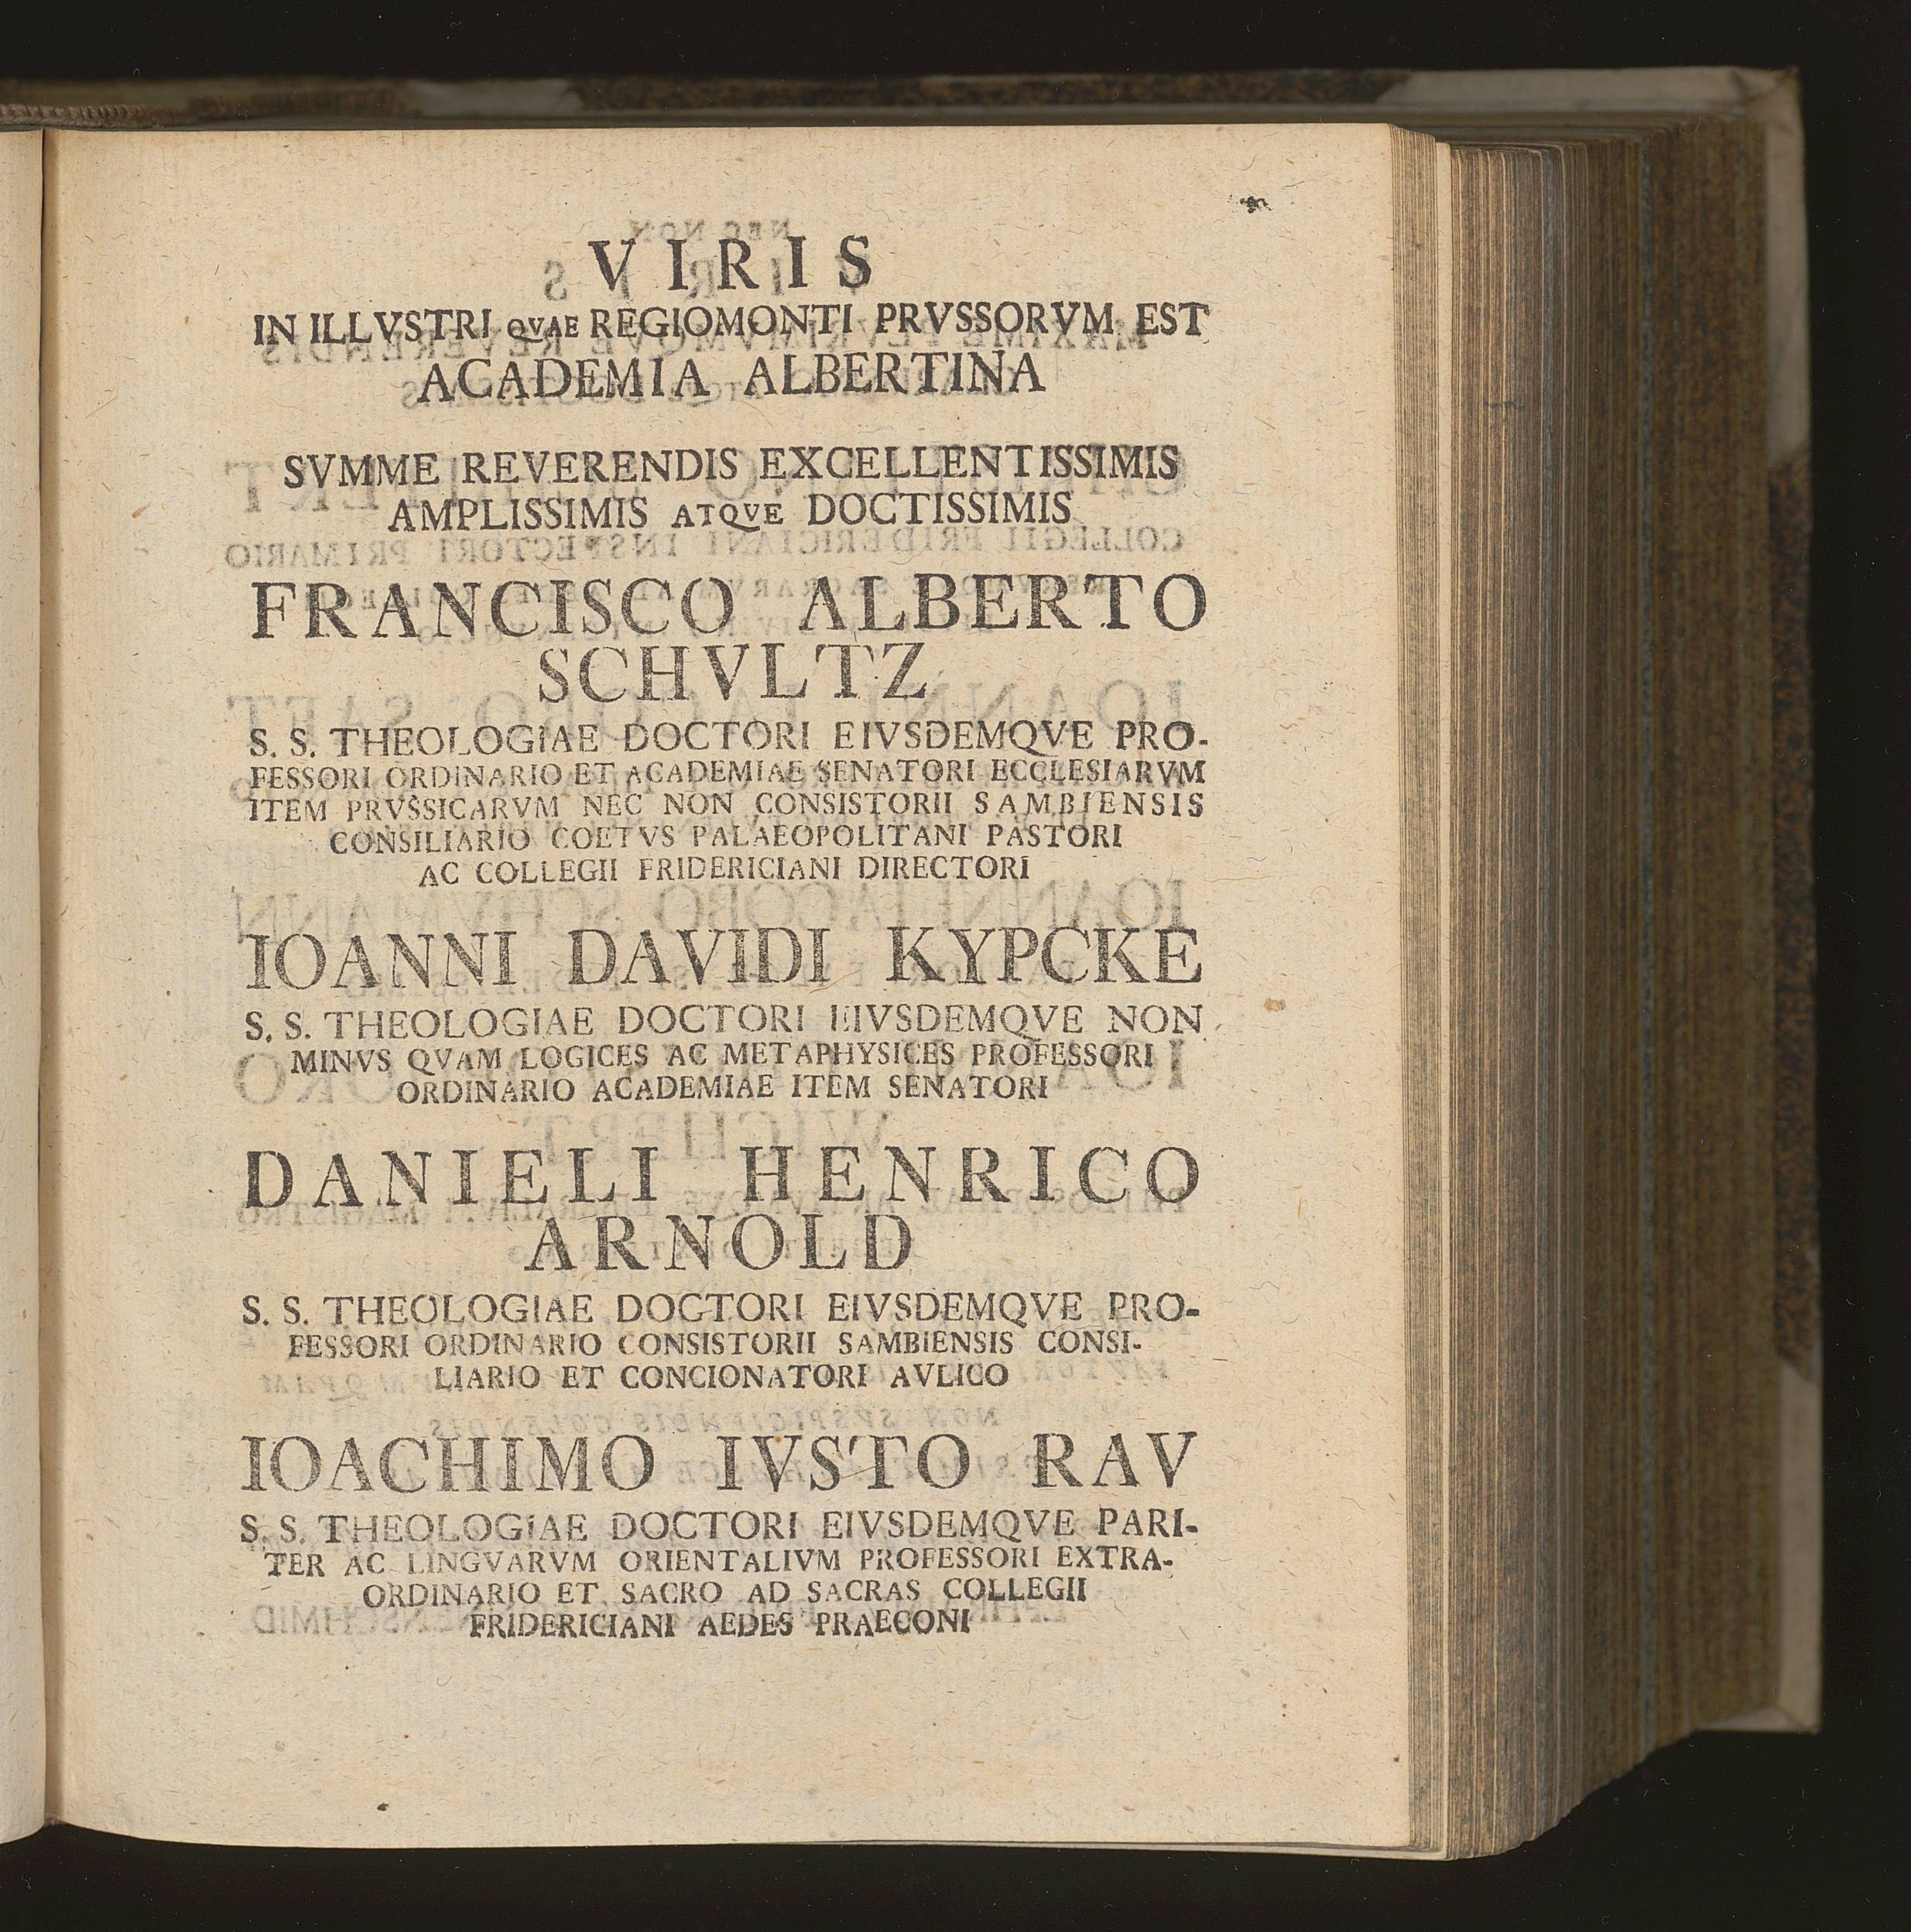 VIRIS
IN ILLVSTRI QVAE REGIOMONTI PRVSSORVM EST
ACADEMIA ALBERTINA
SVMME REVERENDIS EXCELLENTISSIMIS
AMPLISSIMIS ATQVE DOCTISSIMIS
FRANCISCO ALBERTO
SCHVLTZ
S. S. THEOLOGIAE DOCTORI EIVSDEMQVE PRO-
FESSORI ORDINARIO ET ACADEMIAE SENATORI ECCLESIARVM
ITEM PRVSSICARVM NEC NON CONSISTORII SAMBIENSIS
CONSILIARIO COETVS PALAEOPOLITANI PASTORI
AC COLLEGII FRIDERICIANI DIRECTORI
IOANNI DAVIDI KYPCKE
S. S. THEOLOGIAE DOCTORI EIVSDEMQVE NON
MINVS QVAM LOGICES AC METAPHYSICES PROFESSORI
ORDINARIO ACADEMIAE ITEM SENATORI
DANIELI HENRICO
ARNOLD
S. S. THEOLOGIAE DOCTORI EIVSDEMQVE PRO-
FESSORI ORDINARIO CONSISTORII SAMBIENSIS CONSI-
LIARIO ET CONCIONATORI AVLICO
IOACHIMO IVSTO RAV
S. S. THEOLOGIAE DOCTORI EIVSDEMQVE PARI-
TER AC LINGVARVM ORIENTALIVM PROFESSORI EXTRA-
ORDINARIO ET SACRO AD SACRAS COLLEGII
FRIDERICIANI AEDES PRAECONI